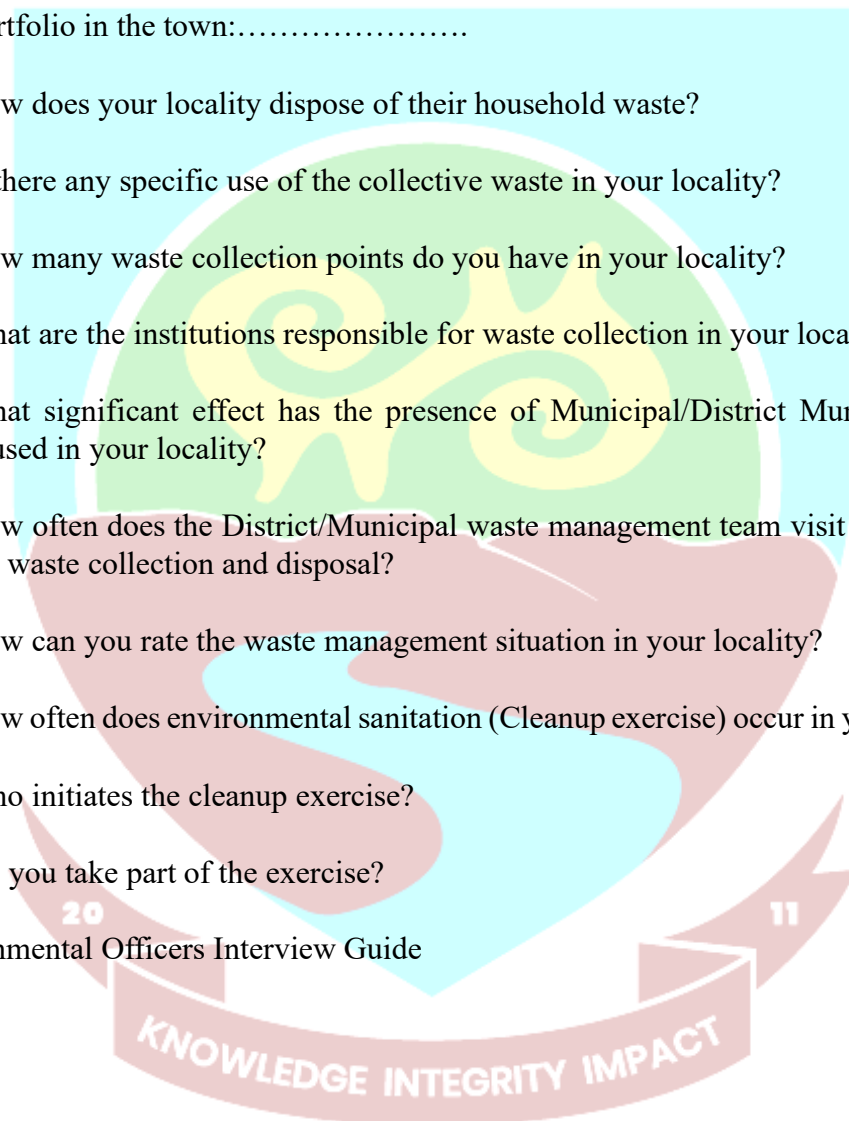 rtfolio in the town:………………….
w does your locality dispose of their household waste?
there any specific use of the collective waste in your locality?
w many waste collection points do you have in your locality?
hat are the institutions responsible for waste collection in your loca
hat significant effect has the presence of Municipal/District Mun
used in your locality?
w often does the District/Municipal waste management team visit
waste collection and disposal?
w can you rate the waste management situation in your locality?
w often does environmental sanitation (Cleanup exercise) occur in y
ho initiates the cleanup exercise?
you take part of the exercise?
20 11
nmental Officers Interview Guide
KNOWLEDGE INTEGRITY IMPACT